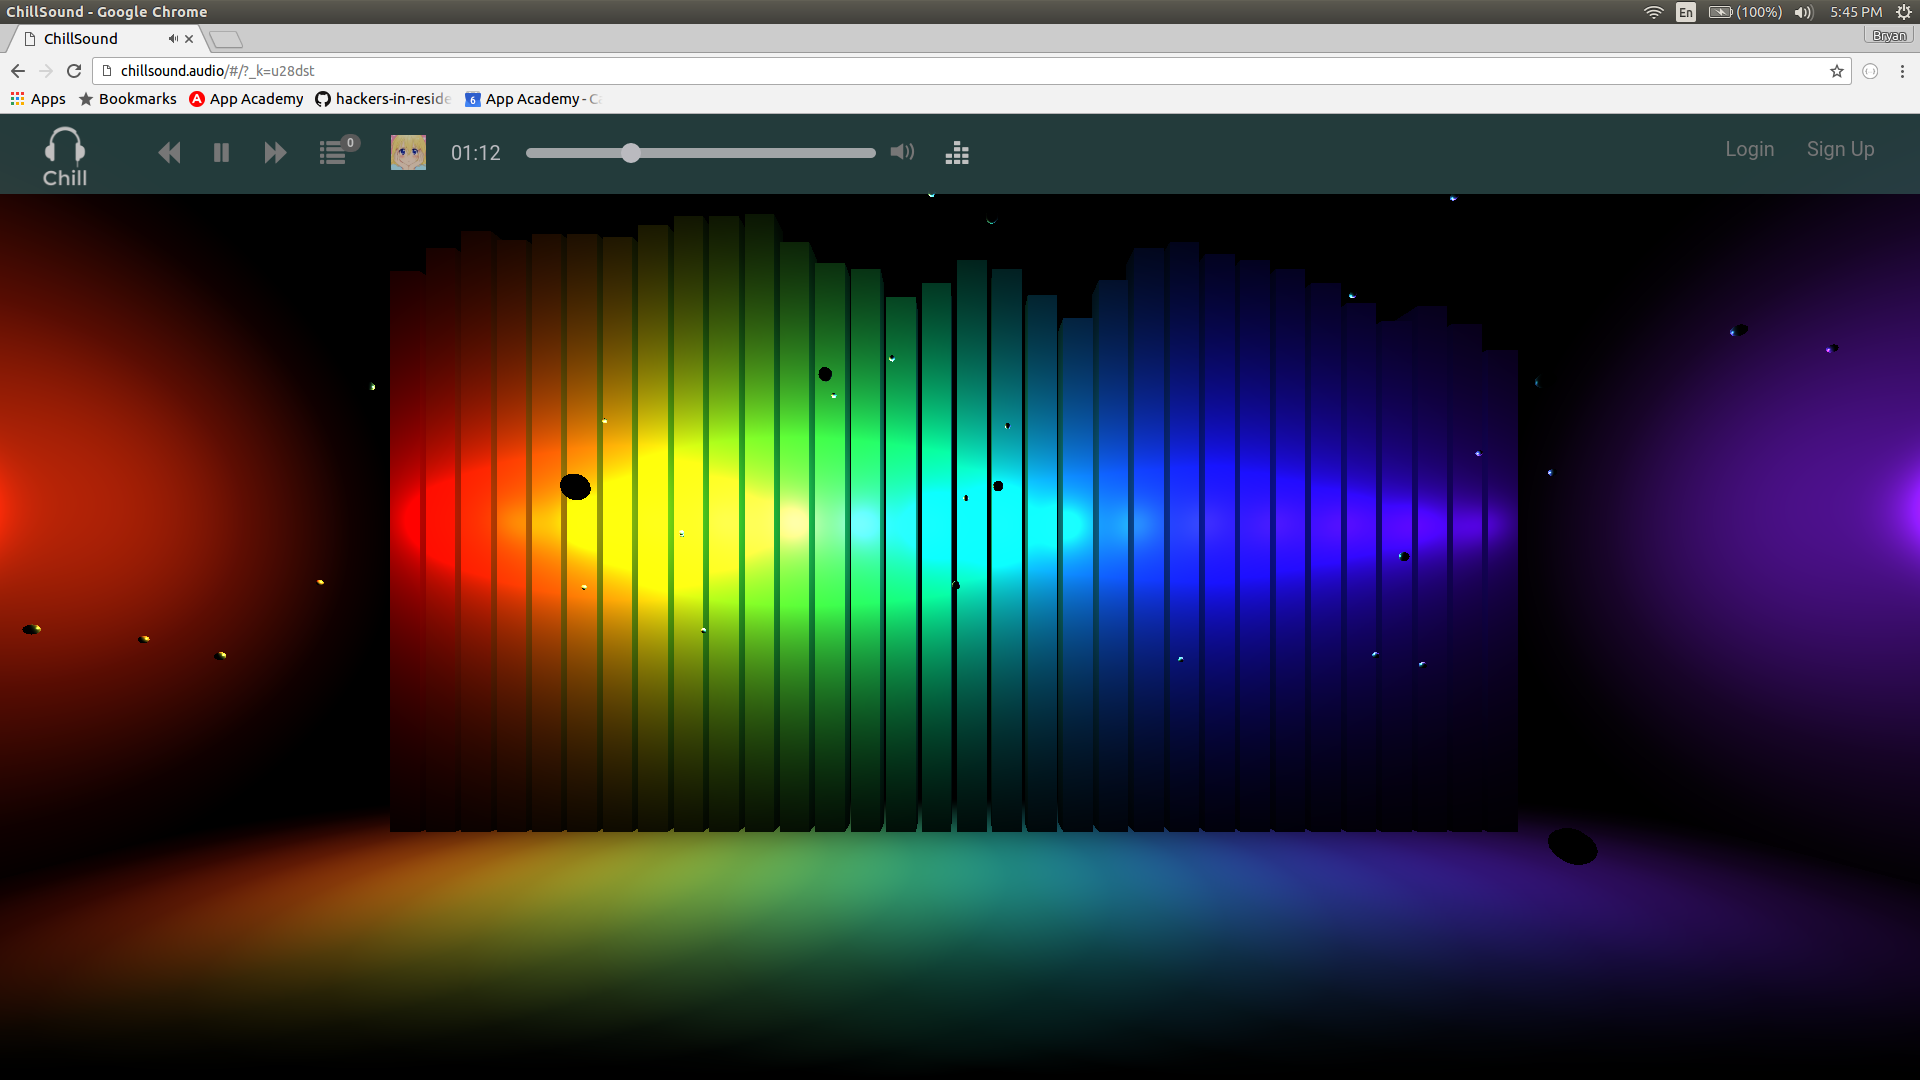 ChillSound - Google Chrome
En
(100%)
5:45 PM
ChillSound
Bryan
chillsound.audio/#/?_k=u28dst
Apps
Bookmarks
App Academy
hackers-in-reside
6
App Academy - C
Chill
0
01:12
Login
Sign Up